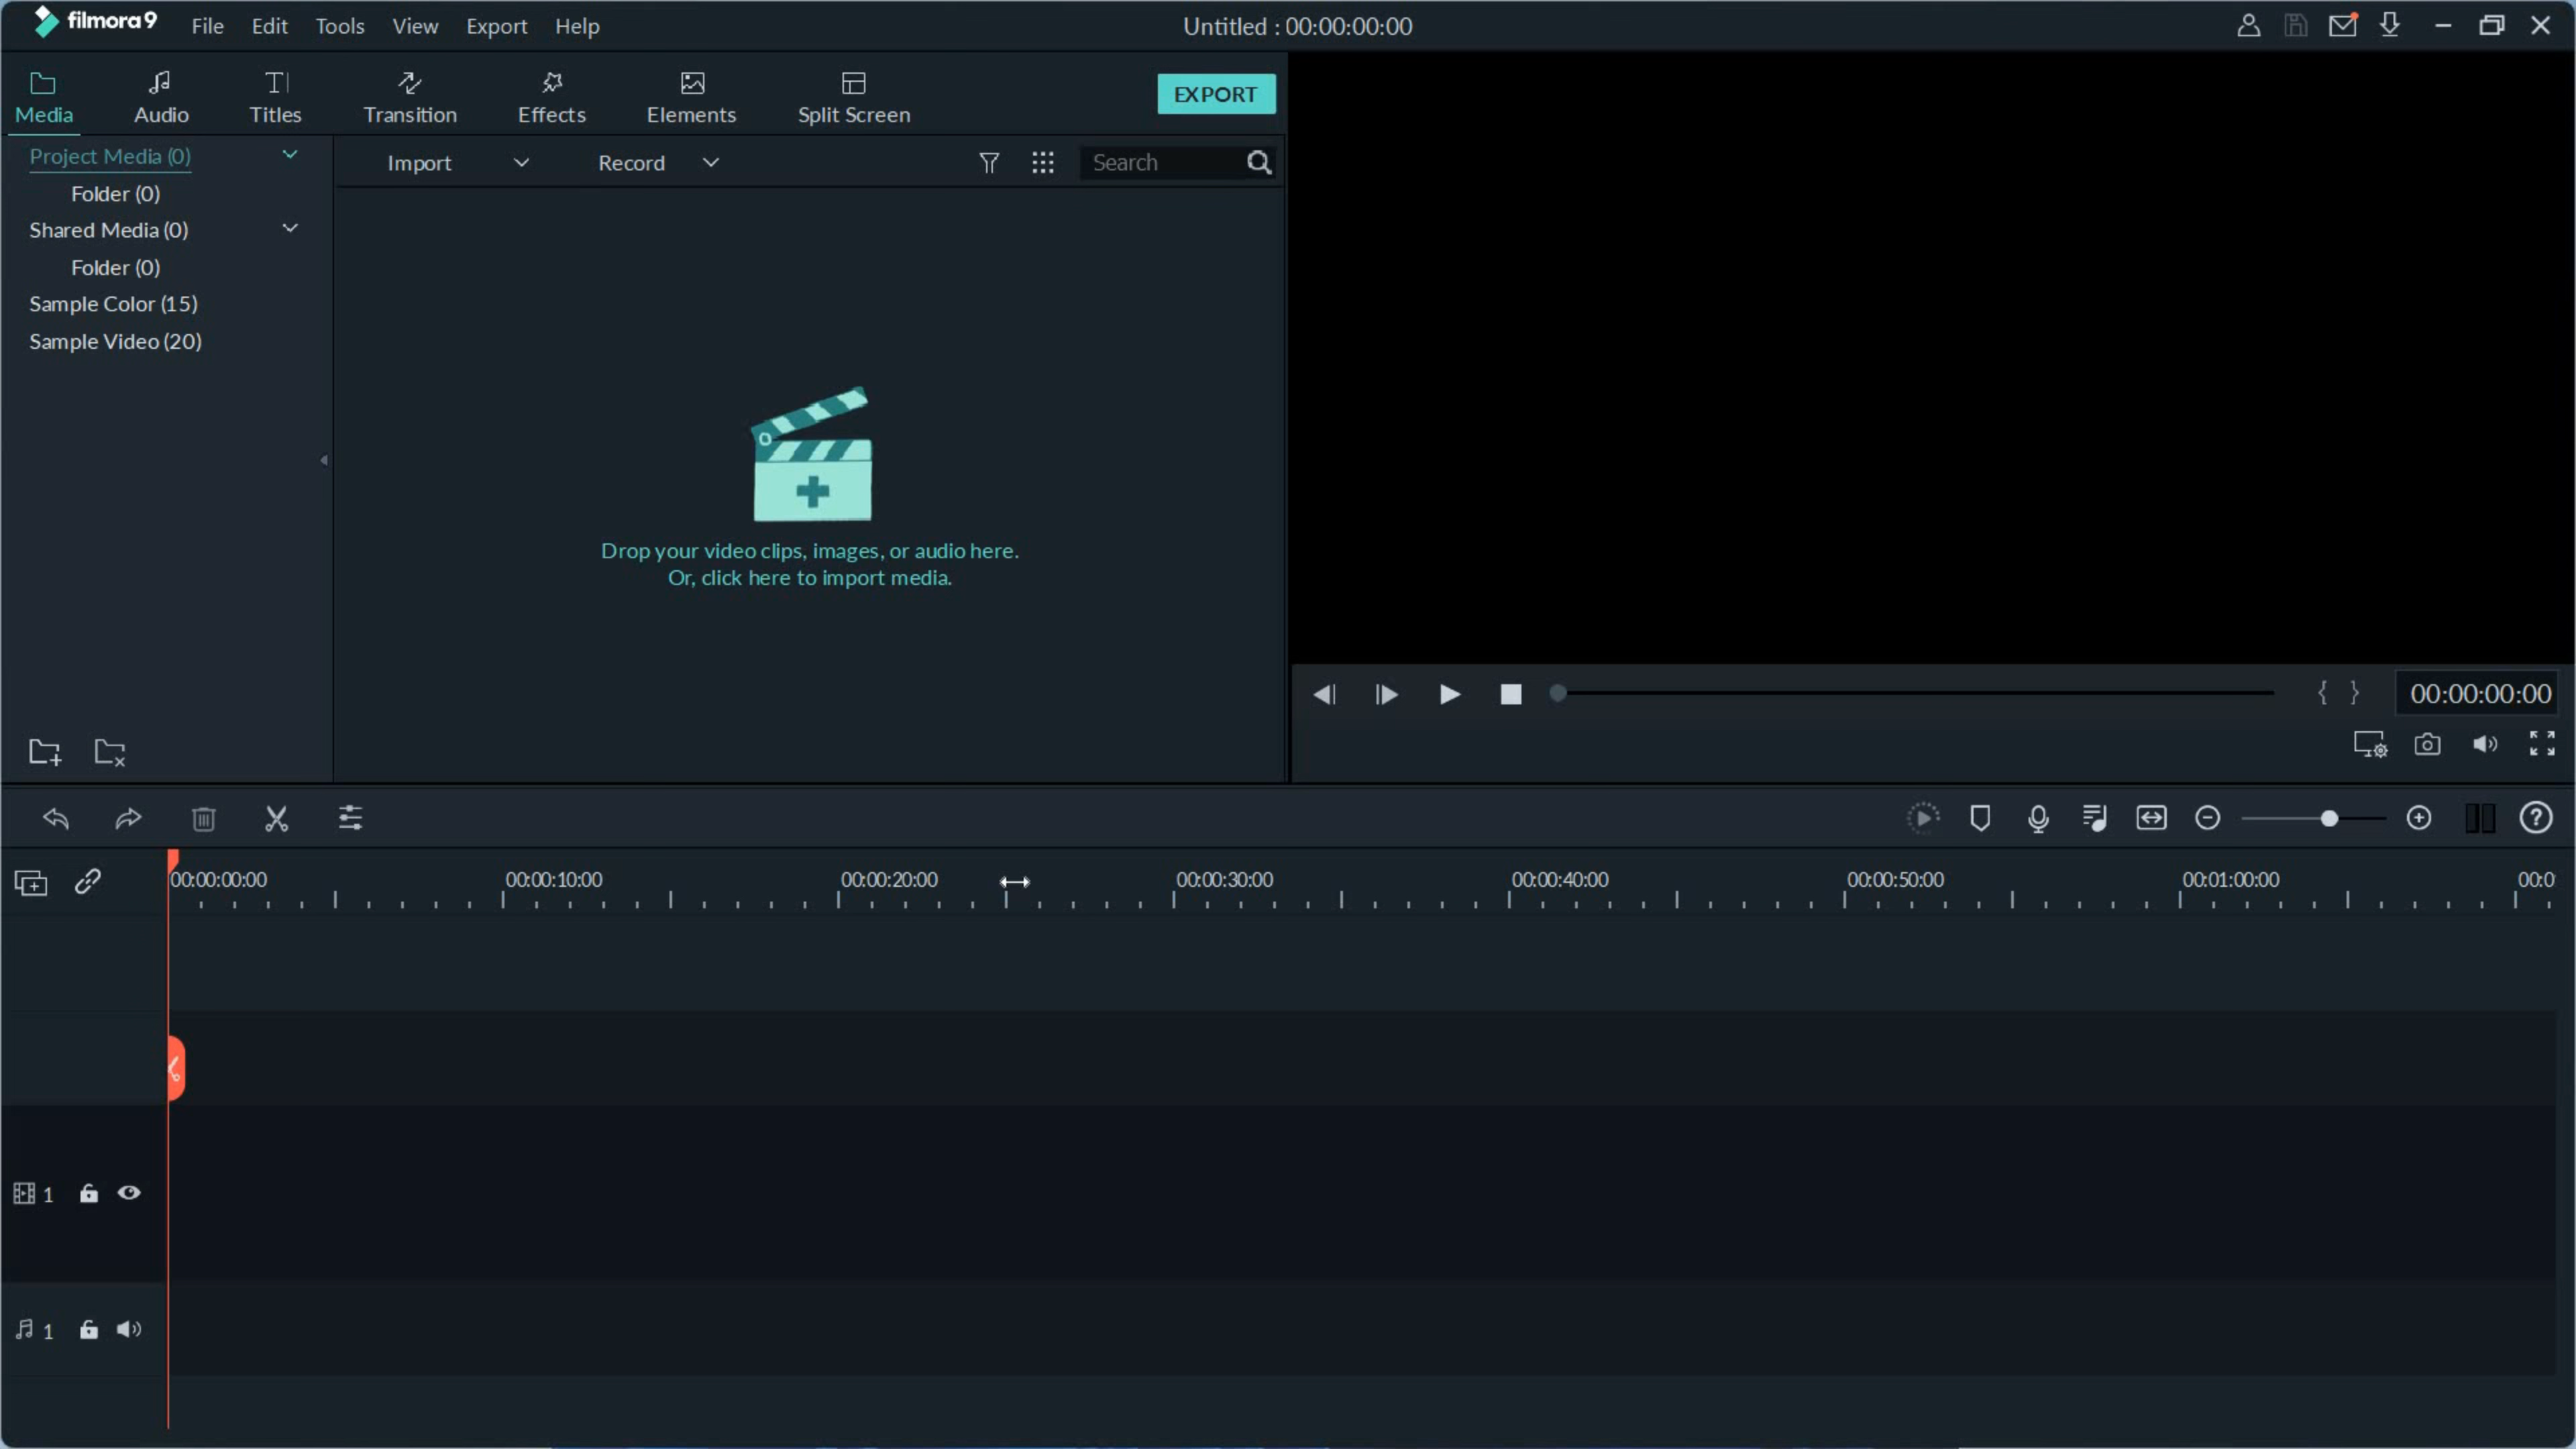 filmora9
File Edit Tools View Export Help
Untitled : 00:00:00:00
Media
Audio
Titles
Transition
Effects
Elements
Split Screen
EXPORT
Project Media (0)
Folder (0)
Shared Media (0)
Folder (0)
Sample Color (15)
Sample Video (20)
Import
Record
Search
Drop your video clips, images, or audio here.
Or, click here to import media.
{ }
00:00:00:00
00:00:00:00 00:00:10:00 00:00:20:00 00:00:30:00 00:00:40:00 00:00:50:00 00:01:00:00 00:0
1
1